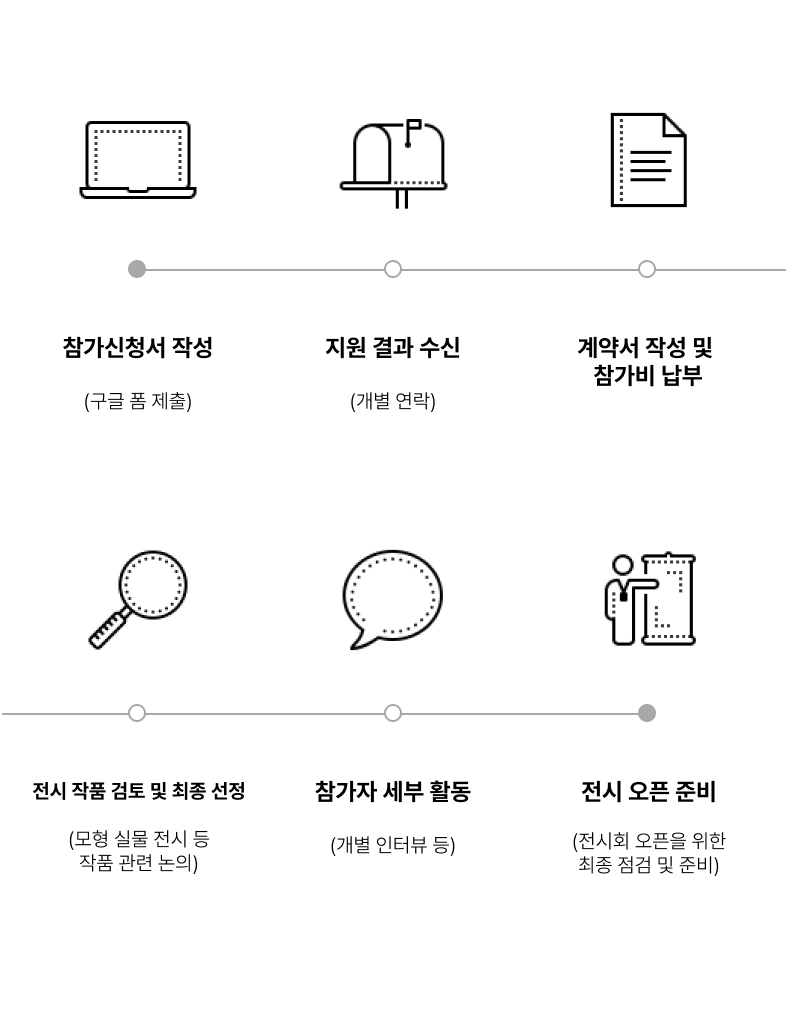 참가신청서 작성
(구글 폼 제출)
지원 결과 수신
(개별 연락)
계약서 작성 및
참가비 납부
전시 작품 검토 및 최종 선정
(모형 실물 전시 등
작품 관련 논의)
참가자 세부 활동
(개별 인터뷰 등)
전시 오픈 준비
(전시회 오픈을 위한
최종 점검 및 준비)